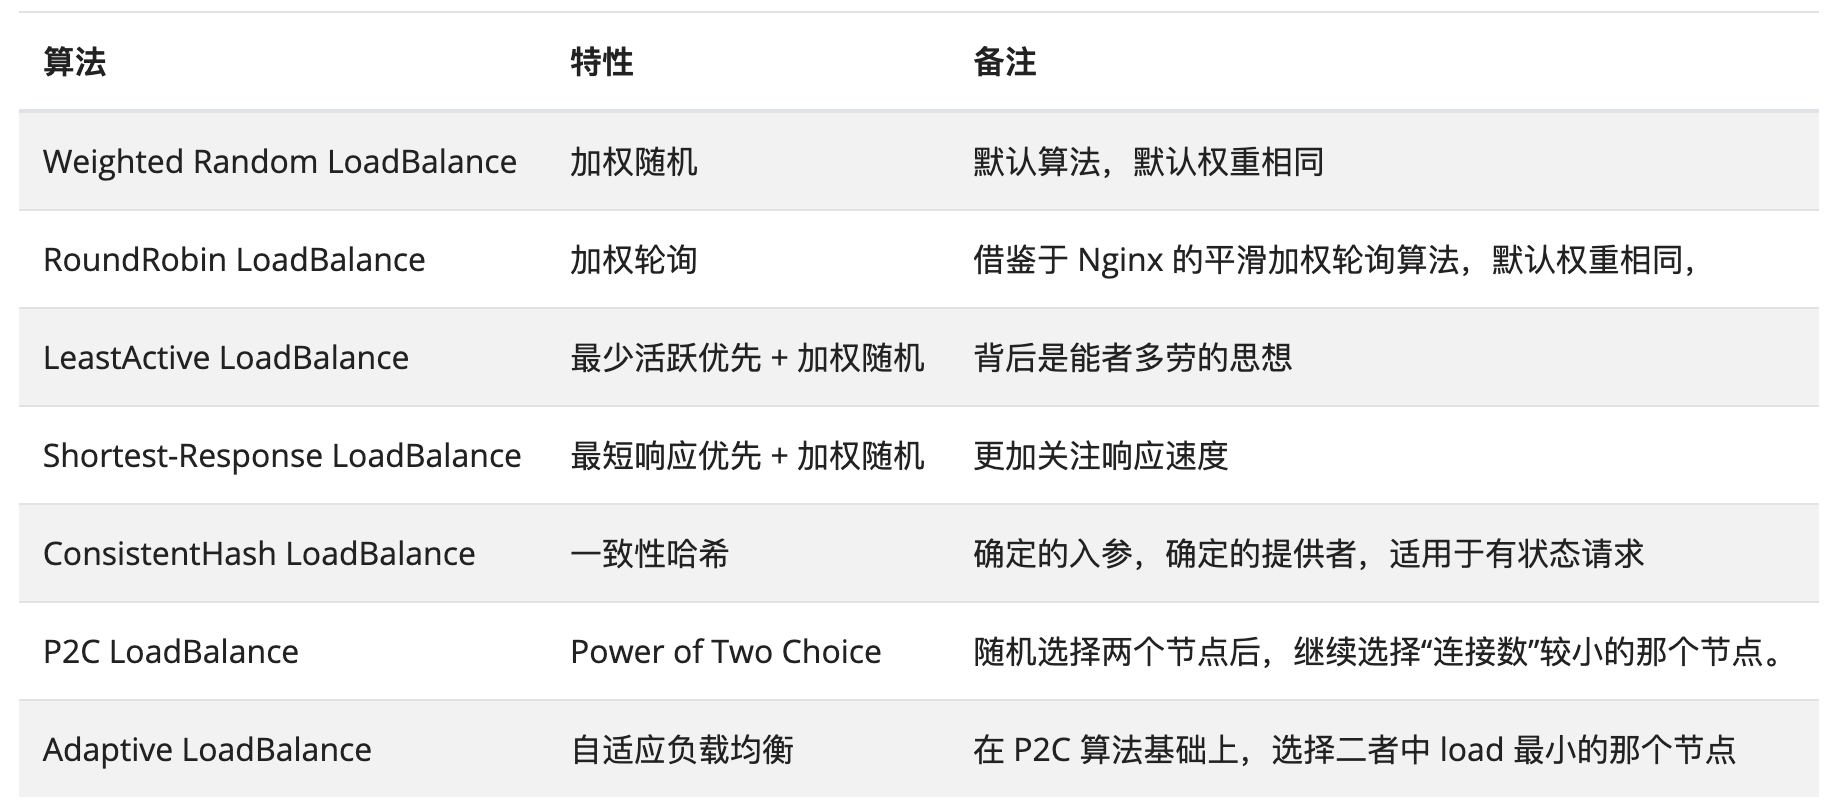 算法 特性 备注
Weighted Random LoadBalance 加权随机 默认算法，默认权重相同
RoundRobin LoadBalance 加权轮询 借鉴于 Nginx 的平滑加权轮询算法，默认权重相同，
LeastActive LoadBalance 最少活跃优先 + 加权随机 背后是能者多劳的思想
Shortest-Response LoadBalance 最短响应优先 + 加权随机 更加关注响应速度
ConsistentHash LoadBalance 一致性哈希 确定的入参，确定的提供者，适用于有状态请求
P2C LoadBalance Power of Two Choice 随机选择两个节点后，继续选择“连接数”较小的那个节点。
Adaptive LoadBalance 自适应负载均衡 在 P2C 算法基础上，选择二者中 load 最小的那个节点